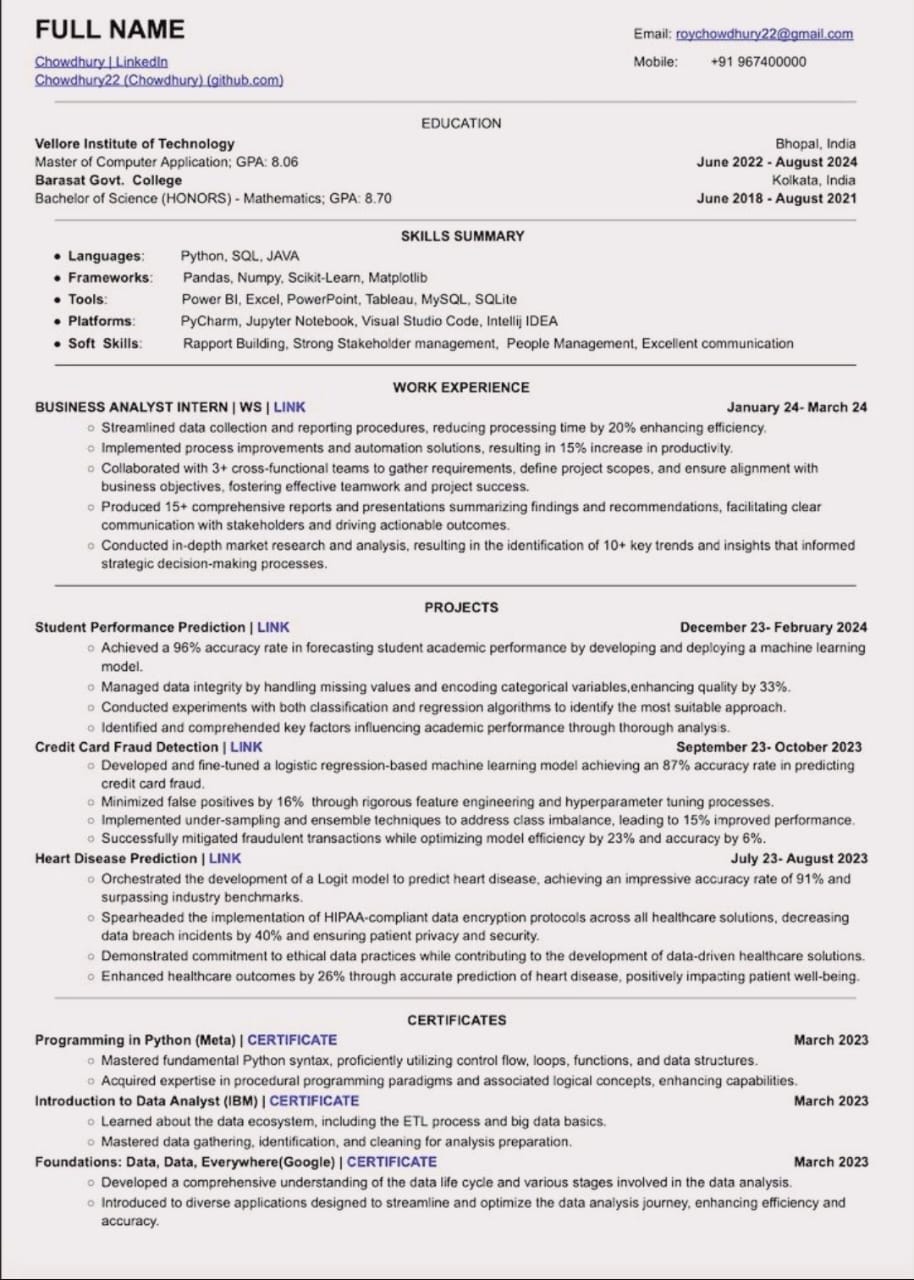 FULL NAME
Email: roychowdhury22@gmail.com
Chowdhury | LinkedIn
Mobile: +91 967400000
Chowdhury22 (Chowdhury) (github.com)
EDUCATION
Vellore Institute of Technology Bhopal, India
Master of Computer Application; GPA: 8.06 June 2022 - August 2024
Barasat Govt. College Kolkata, India
Bachelor of Science (HONORS) - Mathematics; GPA: 8.70 June 2018 - August 2021
SKILLS SUMMARY
● Languages: Python, SQL, JAVA
● Frameworks: Pandas, Numpy, Scikit-Learn, Matplotlib
● Tools: Power BI, Excel, PowerPoint, Tableau, MySQL, SQLite
● Platforms: PyCharm, Jupyter Notebook, Visual Studio Code, Intellij IDEA
● Soft Skills: Rapport Building, Strong Stakeholder management, People Management, Excellent communication
WORK EXPERIENCE
BUSINESS ANALYST INTERN | WS | LINK January 24- March 24
○ Streamlined data collection and reporting procedures, reducing processing time by 20% enhancing efficiency.
○ Implemented process improvements and automation solutions, resulting in 15% increase in productivity.
○ Collaborated with 3+ cross-functional teams to gather requirements, define project scopes, and ensure alignment with
business objectives, fostering effective teamwork and project success.
○ Produced 15+ comprehensive reports and presentations summarizing findings and recommendations, facilitating clear
communication with stakeholders and driving actionable outcomes.
○ Conducted in-depth market research and analysis, resulting in the identification of 10+ key trends and insights that informed
strategic decision-making processes.
PROJECTS
Student Performance Prediction | LINK December 23- February 2024
○ Achieved a 96% accuracy rate in forecasting student academic performance by developing and deploying a machine learning
model.
○ Managed data integrity by handling missing values and encoding categorical variables,enhancing quality by 33%.
○ Conducted experiments with both classification and regression algorithms to identify the most suitable approach.
○ Identified and comprehended key factors influencing academic performance through thorough analysis.
Credit Card Fraud Detection | LINK September 23- October 2023
○ Developed and fine-tuned a logistic regression-based machine learning model achieving an 87% accuracy rate in predicting
credit card fraud.
○ Minimized false positives by 16% through rigorous feature engineering and hyperparameter tuning processes.
○ Implemented under-sampling and ensemble techniques to address class imbalance, leading to 15% improved performance.
○ Successfully mitigated fraudulent transactions while optimizing model efficiency by 23% and accuracy by 6%.
Heart Disease Prediction | LINK July 23- August 2023
○ Orchestrated the development of a Logit model to predict heart disease, achieving an impressive accuracy rate of 91% and
surpassing industry benchmarks.
○ Spearheaded the implementation of HIPAA-compliant data encryption protocols across all healthcare solutions, decreasing
data breach incidents by 40% and ensuring patient privacy and security.
○ Demonstrated commitment to ethical data practices while contributing to the development of data-driven healthcare solutions.
○ Enhanced healthcare outcomes by 26% through accurate prediction of heart disease, positively impacting patient well-being.
CERTIFICATES
Programming in Python (Meta) | CERTIFICATE March 2023
○ Mastered fundamental Python syntax, proficiently utilizing control flow, loops, functions, and data structures.
○ Acquired expertise in procedural programming paradigms and associated logical concepts, enhancing capabilities.
Introduction to Data Analyst (IBM) | CERTIFICATE March 2023
○ Learned about the data ecosystem, including the ETL process and big data basics.
○ Mastered data gathering, identification, and cleaning for analysis preparation.
Foundations: Data, Data, Everywhere(Google) | CERTIFICATE March 2023
○ Developed a comprehensive understanding of the data life cycle and various stages involved in the data analysis.
○ Introduced to diverse applications designed to streamline and optimize the data analysis journey, enhancing efficiency and
accuracy.